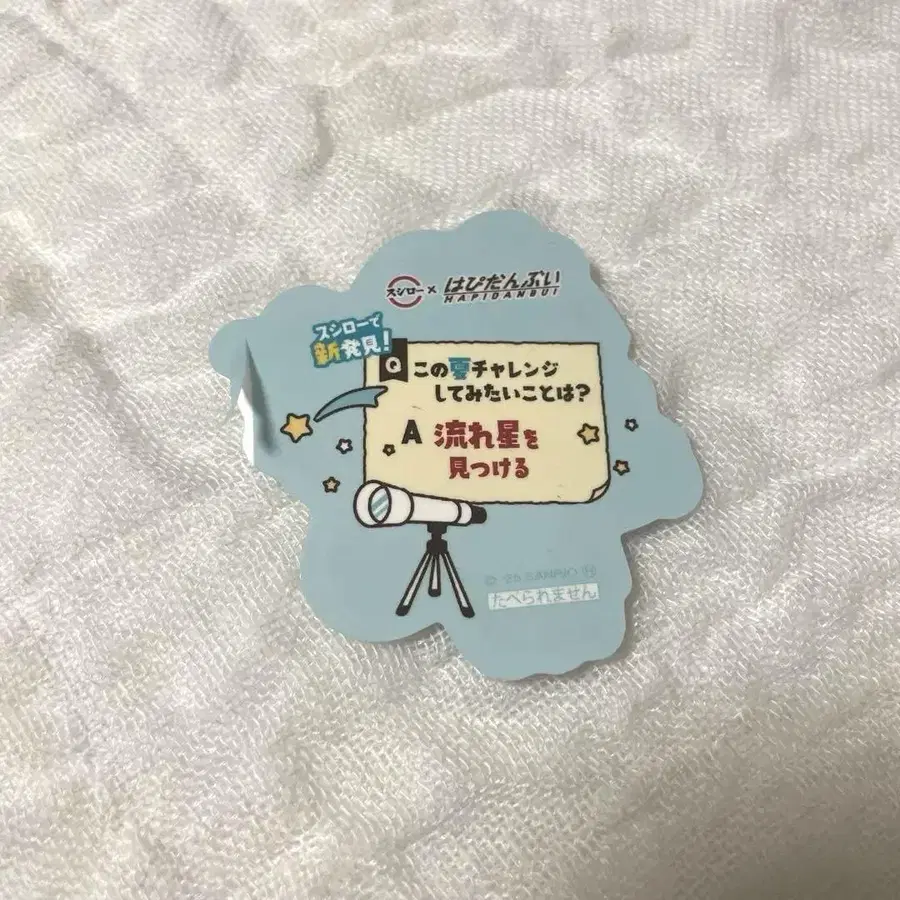 スシロー × はぴだんぶい
HAPIDANBUI
スシローで
新発見!
Q この夏チャレンジ
してみたいことは?
A 流れ星を
見つける
© '25 SANRIO Ⓗ
たべられません